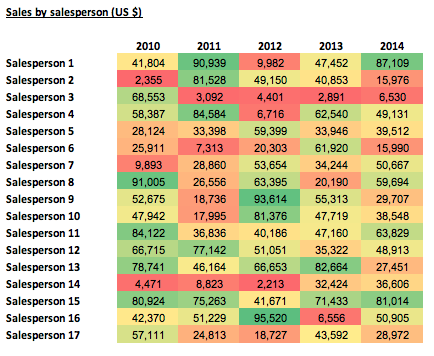 Sales by salesperson (US $)
2010 2011 2012 2013 2014
Salesperson 1 41,804 90,939 9,982 47,452 87,109
Salesperson 2 2,355 81,528 49,150 40,853 15,976
Salesperson 3 68,553 3,092 4,401 2,891 6,530
Salesperson 4 58,387 84,584 6,716 62,540 49,131
Salesperson 5 28,124 33,398 59,399 33,946 39,512
Salesperson 6 25,911 7,313 20,303 61,920 15,990
Salesperson 7 9,893 28,860 53,654 34,244 50,667
Salesperson 8 91,005 26,556 63,395 20,190 59,694
Salesperson 9 52,675 18,736 93,614 55,313 29,707
Salesperson 10 47,942 17,995 81,376 47,719 38,548
Salesperson 11 84,122 36,836 40,186 47,160 63,829
Salesperson 12 66,715 77,142 51,051 35,322 48,913
Salesperson 13 78,741 46,164 66,653 82,664 27,451
Salesperson 14 4,471 8,823 2,213 32,424 36,606
Salesperson 15 80,924 75,263 41,671 71,433 81,014
Salesperson 16 42,370 51,229 95,520 6,556 50,905
Salesperson 17 57,111 24,813 18,727 43,592 28,972